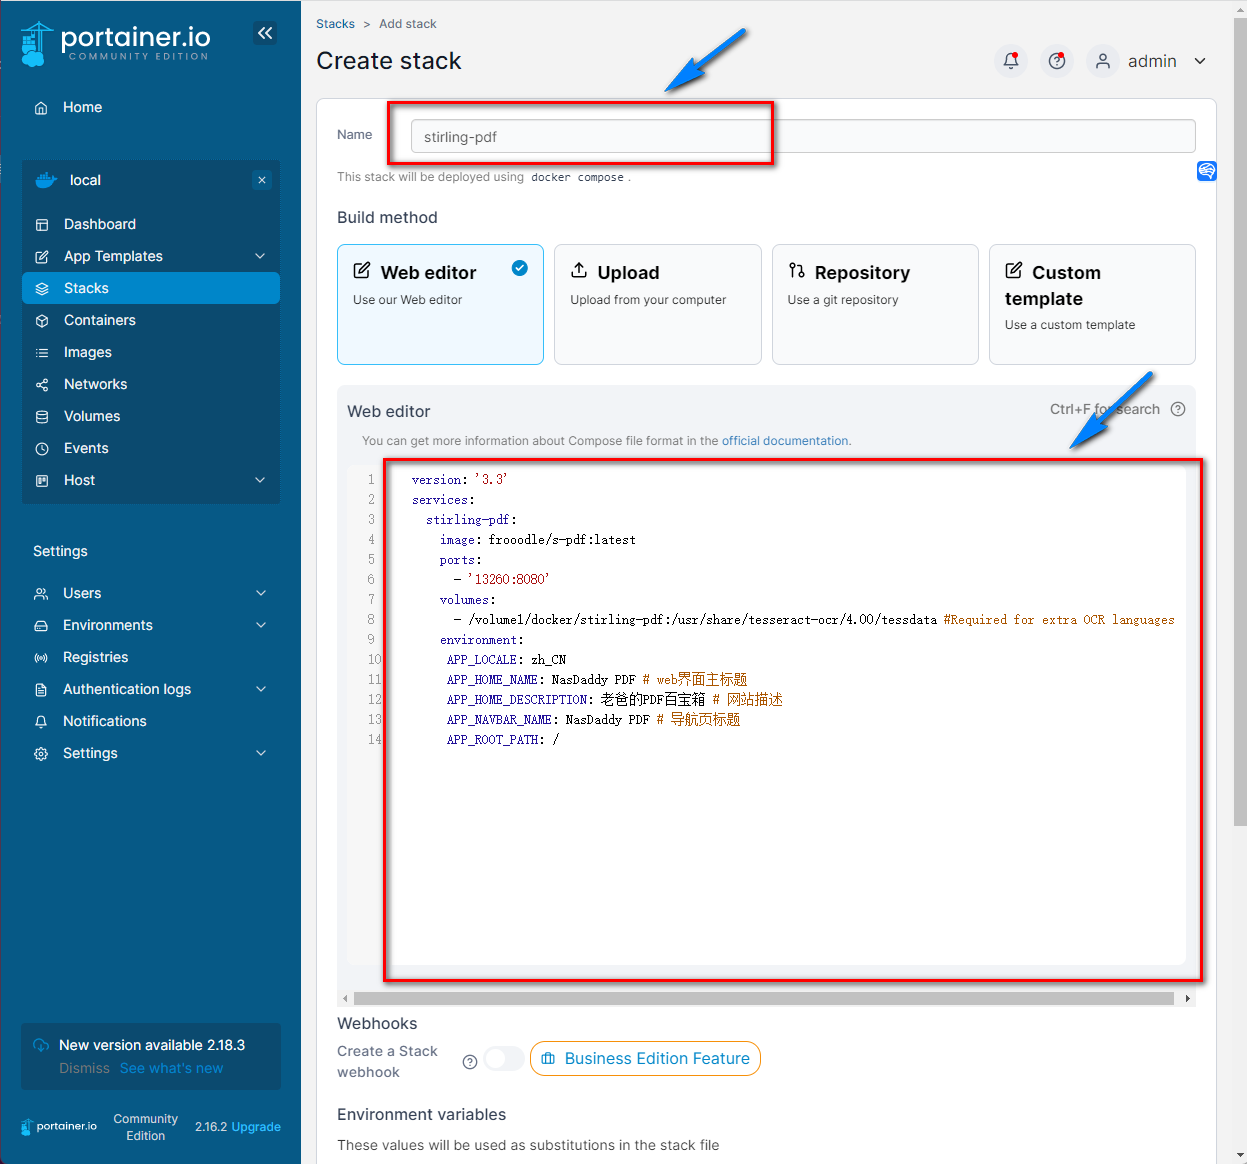 portainer.io
COMMUNITY EDITION
Home
local
Dashboard
App Templates
Stacks
Containers
Images
Networks
Volumes
Events
Host
Settings
Users
Environments
Registries
Authentication logs
Notifications
Settings
New version available 2.18.3
Dismiss See what's new
portainer.io Community Edition 2.16.2 Upgrade
Stacks > Add stack
Create stack
admin
Name stirling-pdf
This stack will be deployed using docker compose .
Build method
Web editor
Use our Web editor
Upload
Upload from your computer
Repository
Use a git repository
Custom template
Use a custom template
Web editor
Ctrl+F for search
You can get more information about Compose file format in the official documentation.
1 version: '3.3'
2 services:
3 stirling-pdf:
4 image: frooodle/s-pdf:latest
5 ports:
6 - '13260:8080'
7 volumes:
8 - /volume1/docker/stirling-pdf:/usr/share/tesseract-ocr/4.00/tessdata #Required for extra OCR languages
9 environment:
10 APP_LOCALE: zh_CN
11 APP_HOME_NAME: NasDaddy PDF # web界面主标题
12 APP_HOME_DESCRIPTION: 老爸的PDF百宝箱 # 网站描述
13 APP_NAVBAR_NAME: NasDaddy PDF # 导航页标题
14 APP_ROOT_PATH: /
Webhooks
Create a Stack webhook
Business Edition Feature
Environment variables
These values will be used as substitutions in the stack file